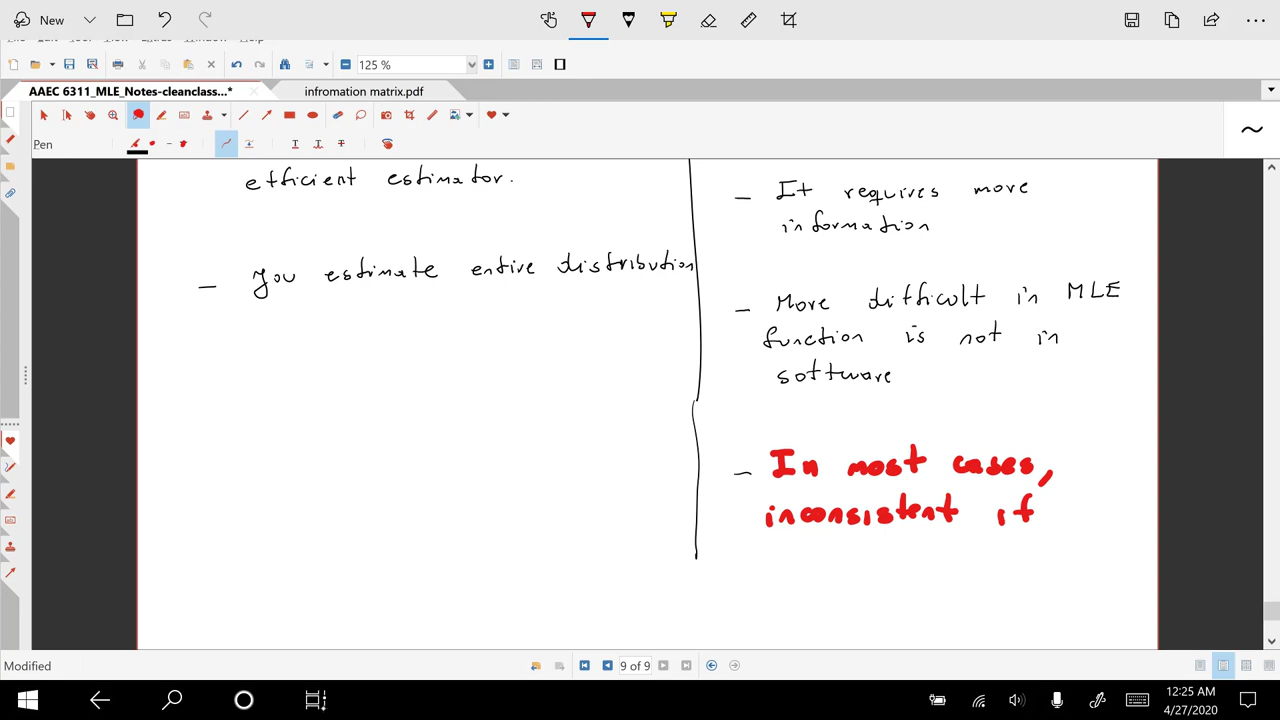 New
125 %
AAEC 6311_MLE_Notes-cleanclass...*
infromation matrix.pdf
Pen
efficient estimator.
- You estimate entire distribution
- It requires more
information
- More difficult in MLE
function is not in
software
- In most cases,
inconsistent if
Modified
9 of 9
12:25 AM
4/27/2020